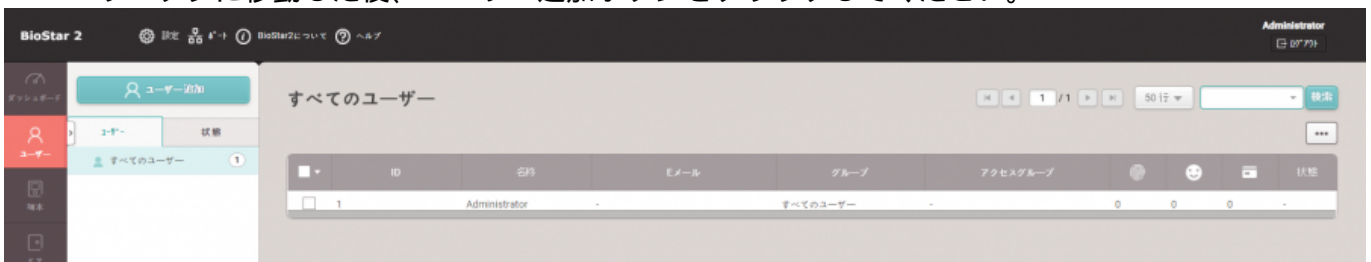 BioStar 2 設定 ポート BioStar2について ヘルプ Administrator
ログアウト
ダッシュボード
ユーザー追加
すべてのユーザー
1 / 1
50 行
検索
ユーザー
ユーザー 状態
すべてのユーザー 1
ID 名称 Eメール グループ アクセスグループ 状態
1 Administrator - すべてのユーザー - 0 0 0 -
端末